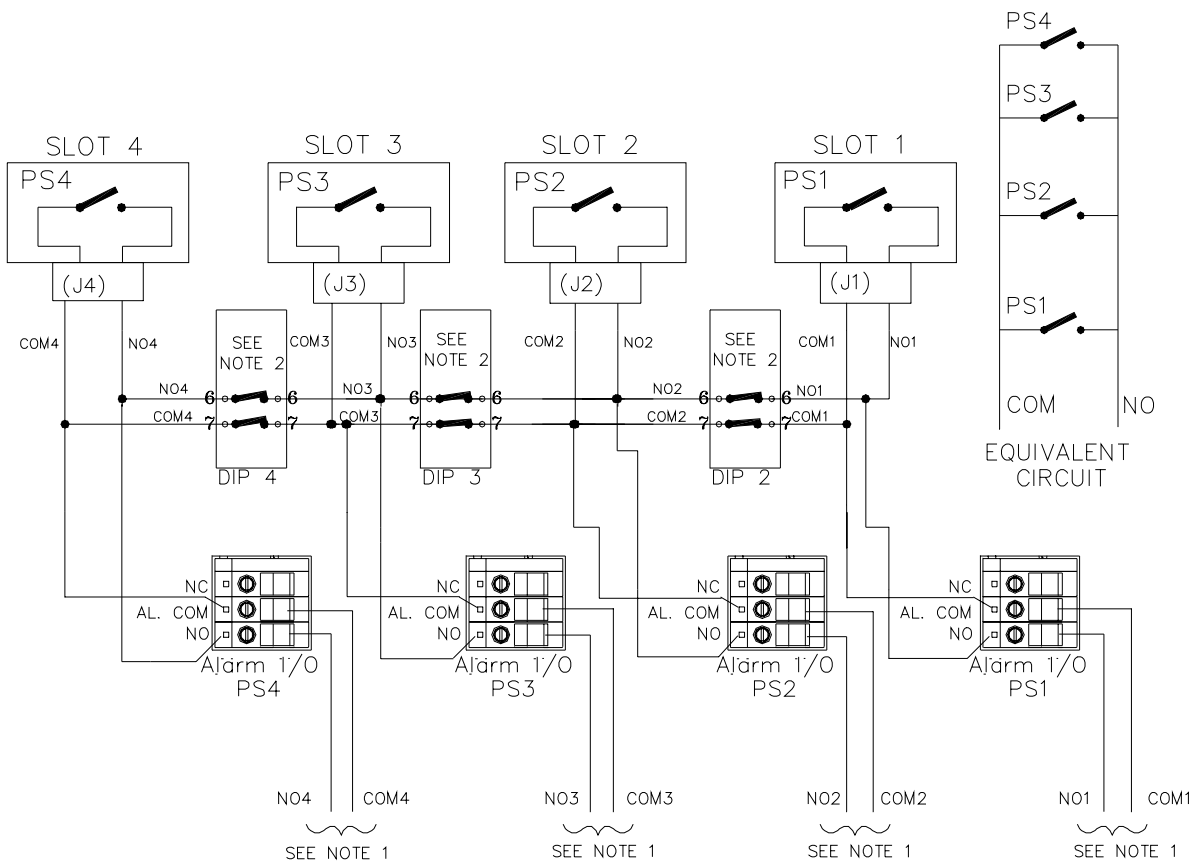 PS4
PS3
PS2
PS1
COM
NO
EQUIVALENT
CIRCUIT
SLOT 4
SLOT 3
SLOT 2
SLOT 1
PS4
PS3
PS2
PS1
(J4)
(J3)
(J2)
(J1)
COM4
NO4
SEE
NOTE 2
COM3
NO3
SEE
NOTE 2
COM2
NO2
SEE
NOTE 2
COM1
NO1
NO4
6
6
NO3
6
6
NO2
6
6
NO1
COM4
7
7
COM3
7
7
COM2
7
7
COM1
DIP 4
DIP 3
DIP 2
NC
AL. COM
NO
NC
AL. COM
NO
NC
AL. COM
NO
NC
AL. COM
NO
Alarm I/O
PS4
Alarm I/O
PS3
Alarm I/O
PS2
Alarm I/O
PS1
NO4
COM4
NO3
COM3
NO2
COM2
NO1
COM1
SEE NOTE 1
SEE NOTE 1
SEE NOTE 1
SEE NOTE 1